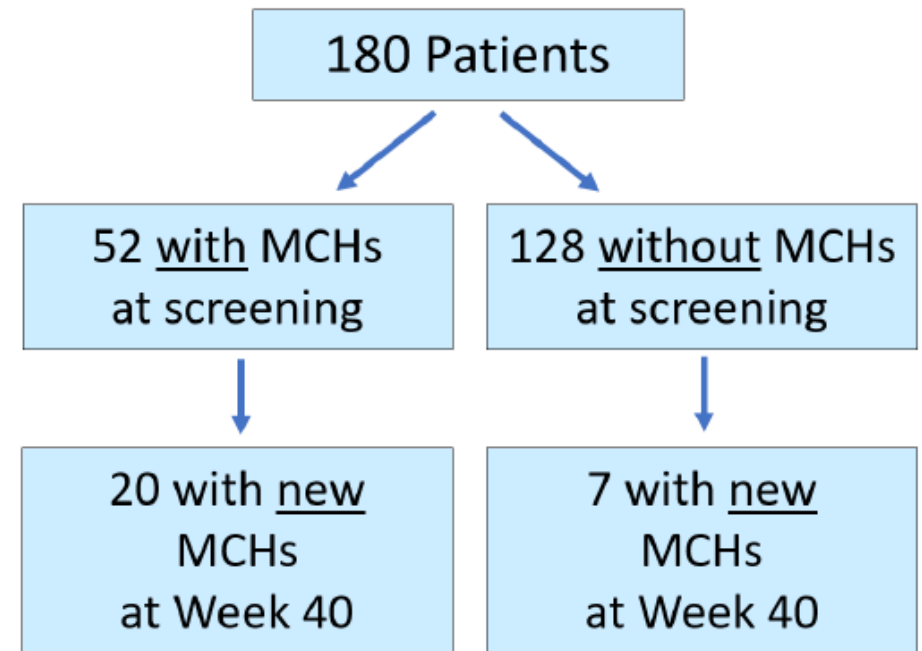 180 Patients
52 with MCHs
at screening
128 without MCHs
at screening
20 with new
MCHs
at Week 40
7 with new
MCHs
at Week 40